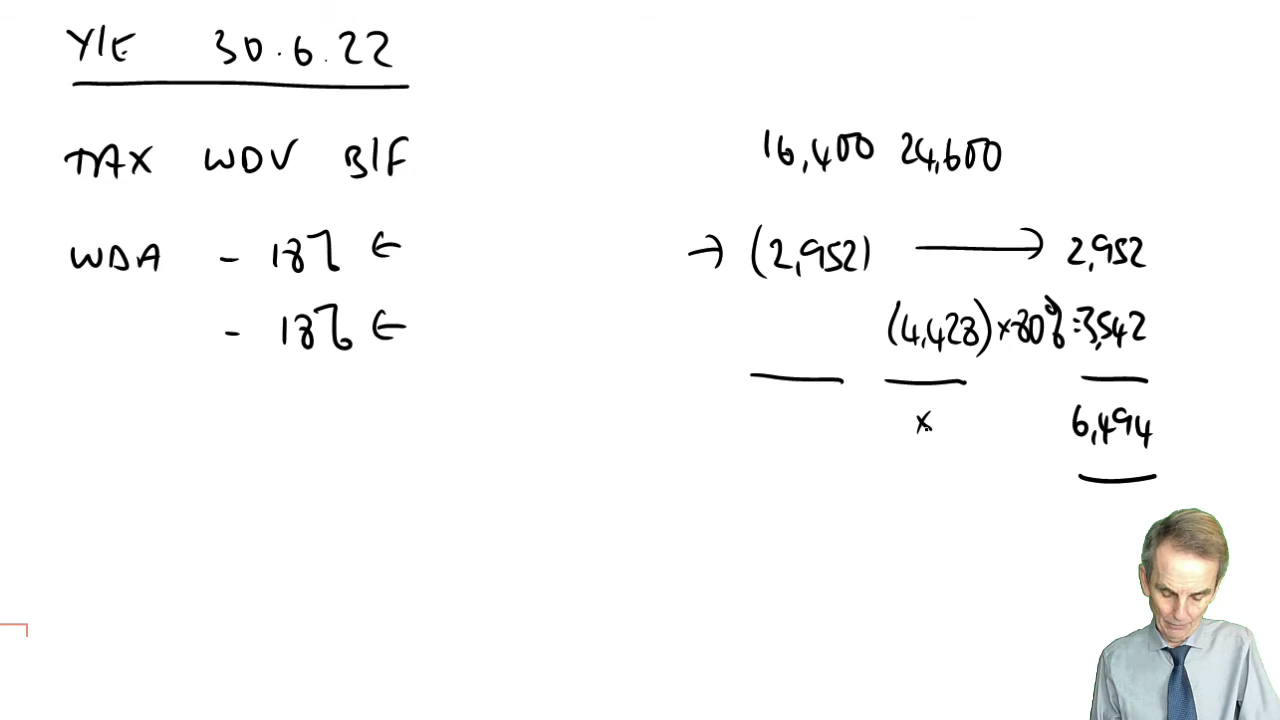 Y/E 30.6.22
TAX WDV B/F 16,400 24,600
WDA - 18% ← → (2,952) → 2,952
- 18% ← (4,428) × 80% = 3,542
x 6,494